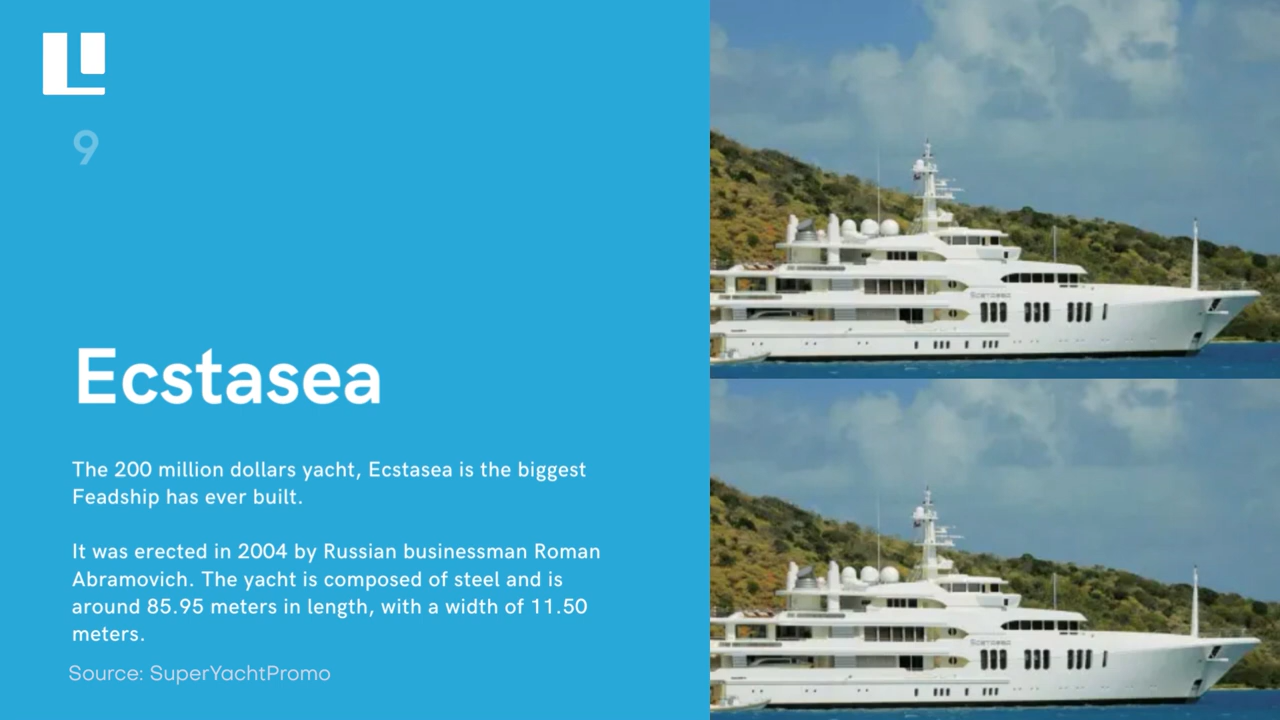 9
Ecstasea
The 200 million dollars yacht, Ecstasea is the biggest
Feadship has ever built.
It was erected in 2004 by Russian businessman Roman
Abramovich. The yacht is composed of steel and is
around 85.95 meters in length, with a width of 11.50
meters.
Source: SuperYachtPromo
Ecstasea
Ecstasea